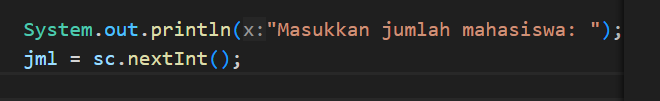 System.out.println(x:"Masukkan jumlah mahasiswa: ");
jml = sc.nextInt();